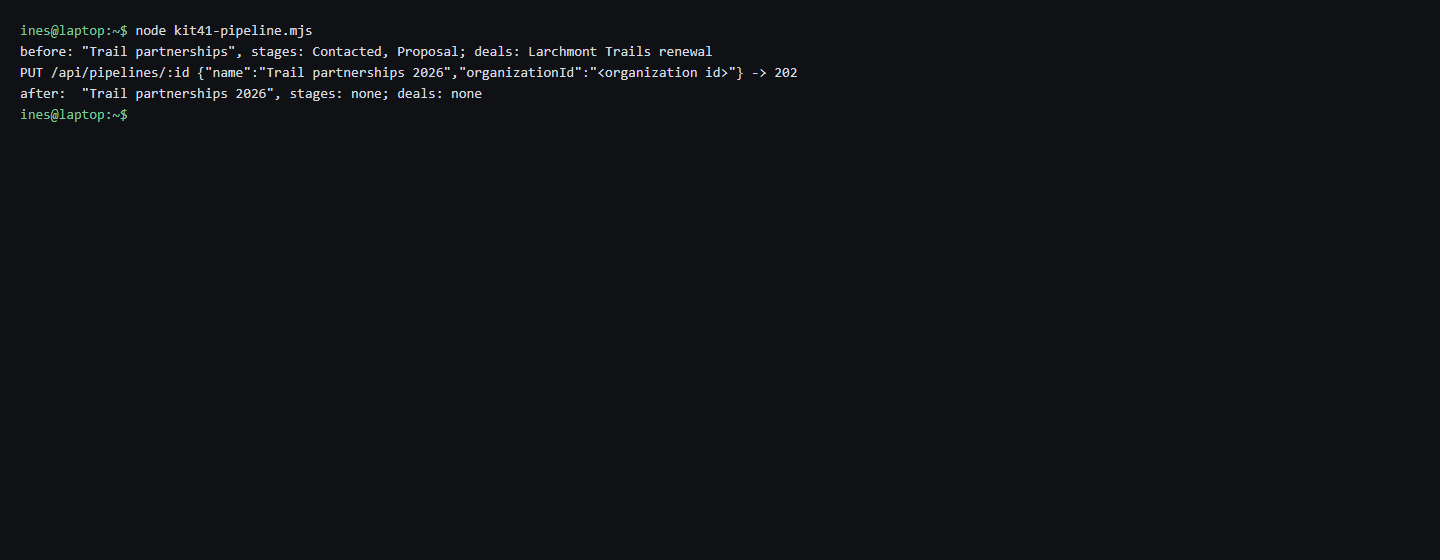 ines@laptop:~$ node kit41-pipeline.mjs
before: "Trail partnerships", stages: Contacted, Proposal; deals: Larchmont Trails renewal
PUT /api/pipelines/:id {"name":"Trail partnerships 2026","organizationId":"<organization id>"} -> 202
after:  "Trail partnerships 2026", stages: none; deals: none
ines@laptop:~$